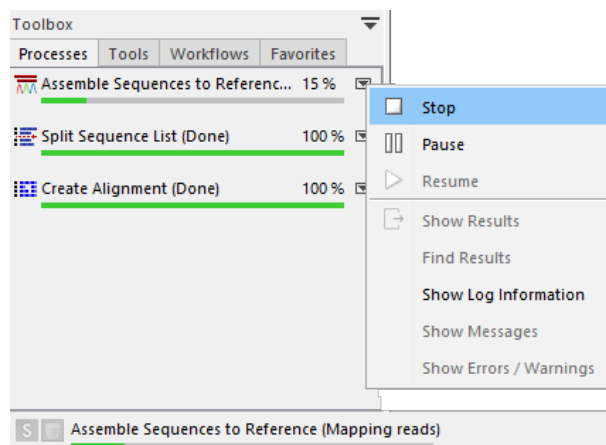 Toolbox
Processes Tools Workflows Favorites
Assemble Sequences to Referenc... 15 %
Split Sequence List (Done) 100 %
Create Alignment (Done) 100 %
Stop
Pause
Resume
Show Results
Find Results
Show Log Information
Show Messages
Show Errors / Warnings
S Assemble Sequences to Reference (Mapping reads)